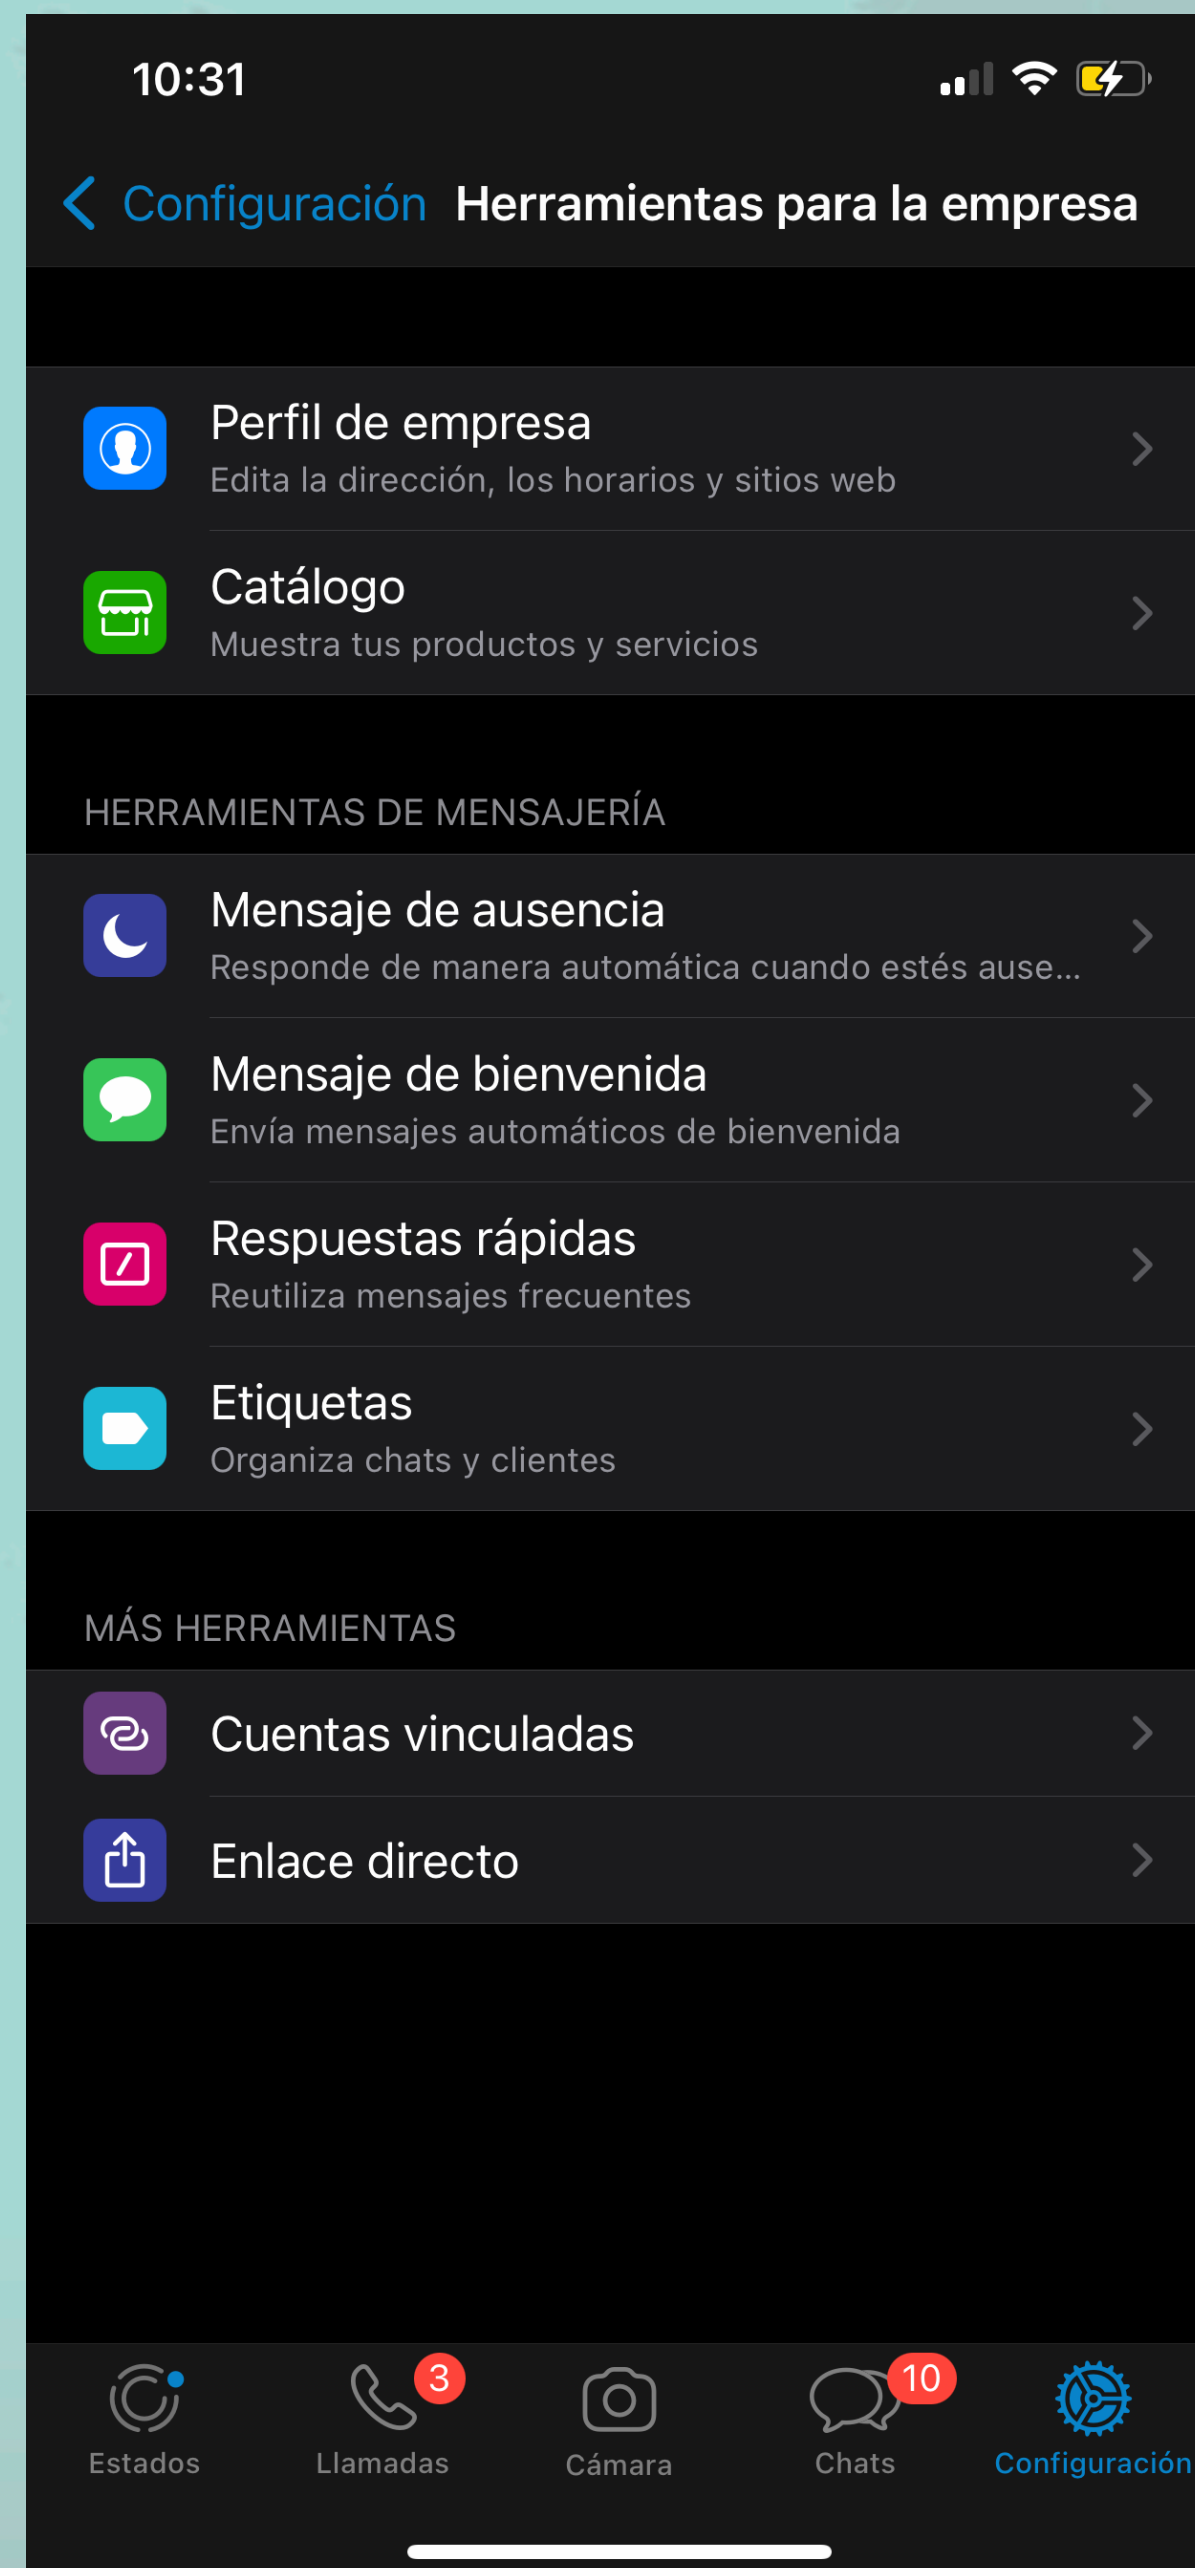 10:31
Configuración Herramientas para la empresa
Perfil de empresa
Edita la dirección, los horarios y sitios web
Catálogo
Muestra tus productos y servicios
HERRAMIENTAS DE MENSAJERÍA
Mensaje de ausencia
Responde de manera automática cuando estés ause...
Mensaje de bienvenida
Envía mensajes automáticos de bienvenida
Respuestas rápidas
Reutiliza mensajes frecuentes
Etiquetas
Organiza chats y clientes
MÁS HERRAMIENTAS
Cuentas vinculadas
Enlace directo
3 10
Estados Llamadas Cámara Chats Configuración